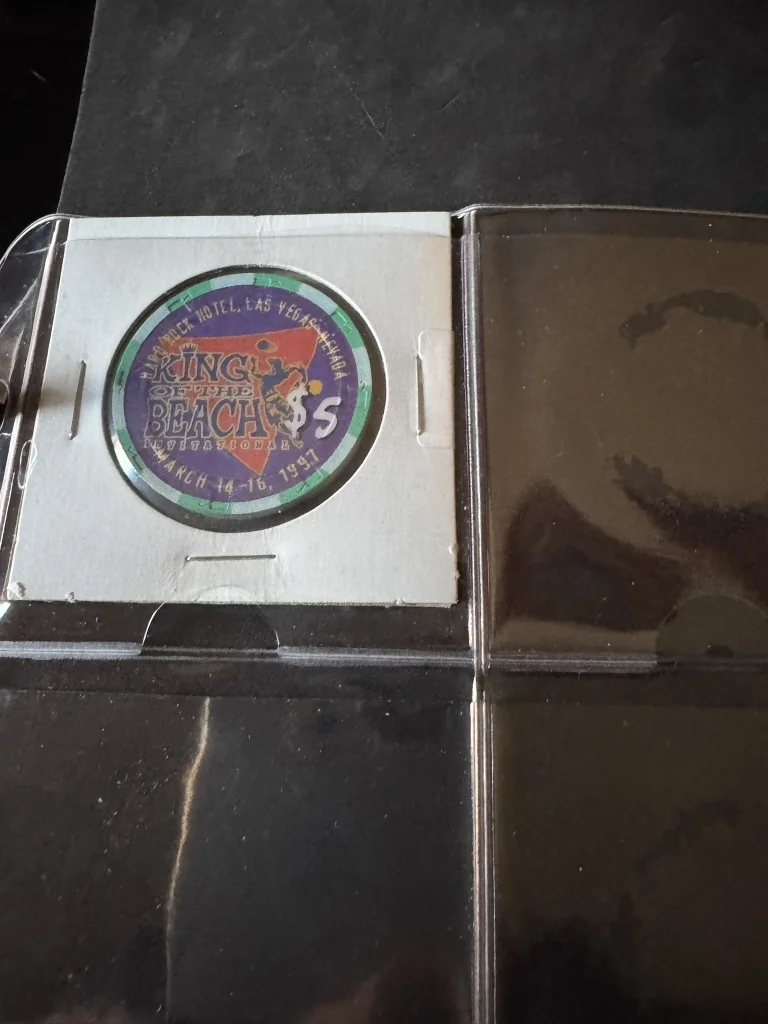 HARD ROCK HOTEL, LAS VEGAS, NEVADA
KING
OF THE
BEACH
INVITATIONAL
$5
MARCH 14-16, 1997